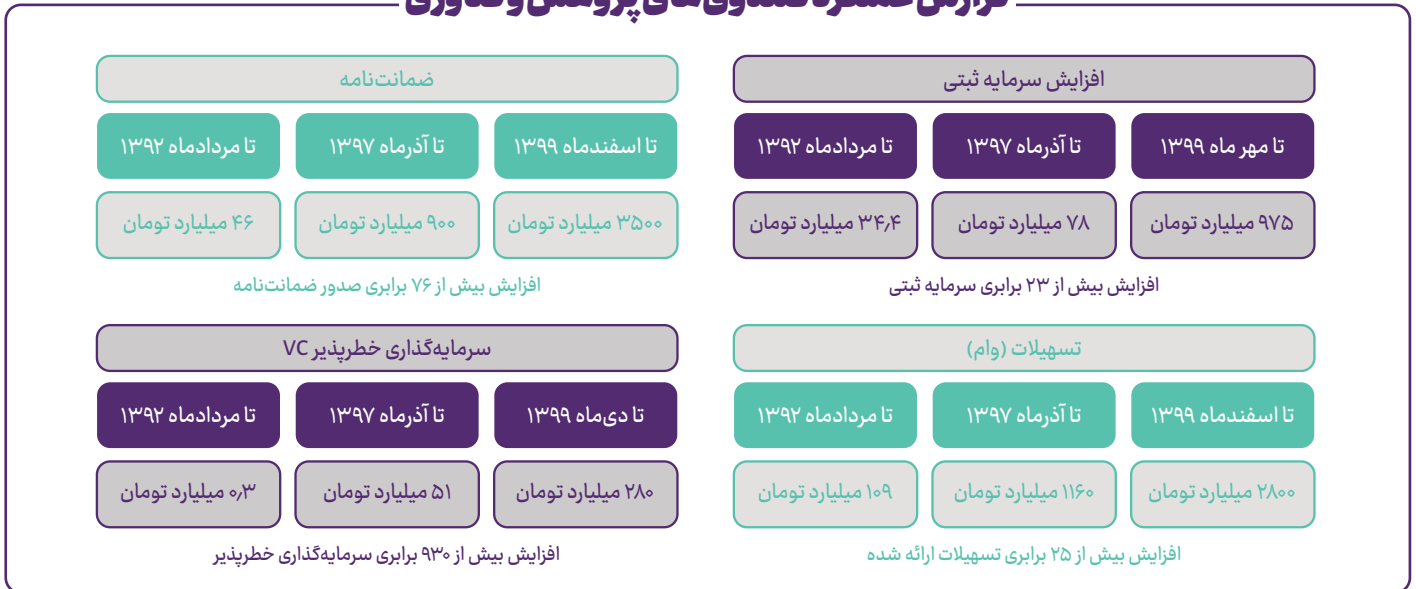 گزارش عملکرد صندوق‌های پژوهش و فناوری
افزایش سرمایه ثبتی
تا مهر ماه ۱۳۹۹
تا آذرماه ۱۳۹۷
تا مردادماه ۱۳۹۲
۹۷۵ میلیارد تومان
۷۸ میلیارد تومان
۳۴٫۴ میلیارد تومان
افزایش بیش از ۲۳ برابری سرمایه ثبتی
ضمانت‌نامه
تا اسفندماه ۱۳۹۹
تا آذرماه ۱۳۹۷
تا مردادماه ۱۳۹۲
۳۵۰۰ میلیارد تومان
۹۰۰ میلیارد تومان
۴۶ میلیارد تومان
افزایش بیش از ۷۶ برابری صدور ضمانت‌نامه
تسهیلات (وام)
تا اسفندماه ۱۳۹۹
تا آذرماه ۱۳۹۷
تا مردادماه ۱۳۹۲
۲۸۰۰ میلیارد تومان
۱۱۶۰ میلیارد تومان
۱۰۹ میلیارد تومان
افزایش بیش از ۲۵ برابری تسهیلات ارائه شده
سرمایه‌گذاری خطرپذیر VC
تا دی‌ماه ۱۳۹۹
تا آذرماه ۱۳۹۷
تا مردادماه ۱۳۹۲
۲۸۰ میلیارد تومان
۵۱ میلیارد تومان
۰٫۳ میلیارد تومان
افزایش بیش از ۹۳۰ برابری سرمایه‌گذاری خطرپذیر